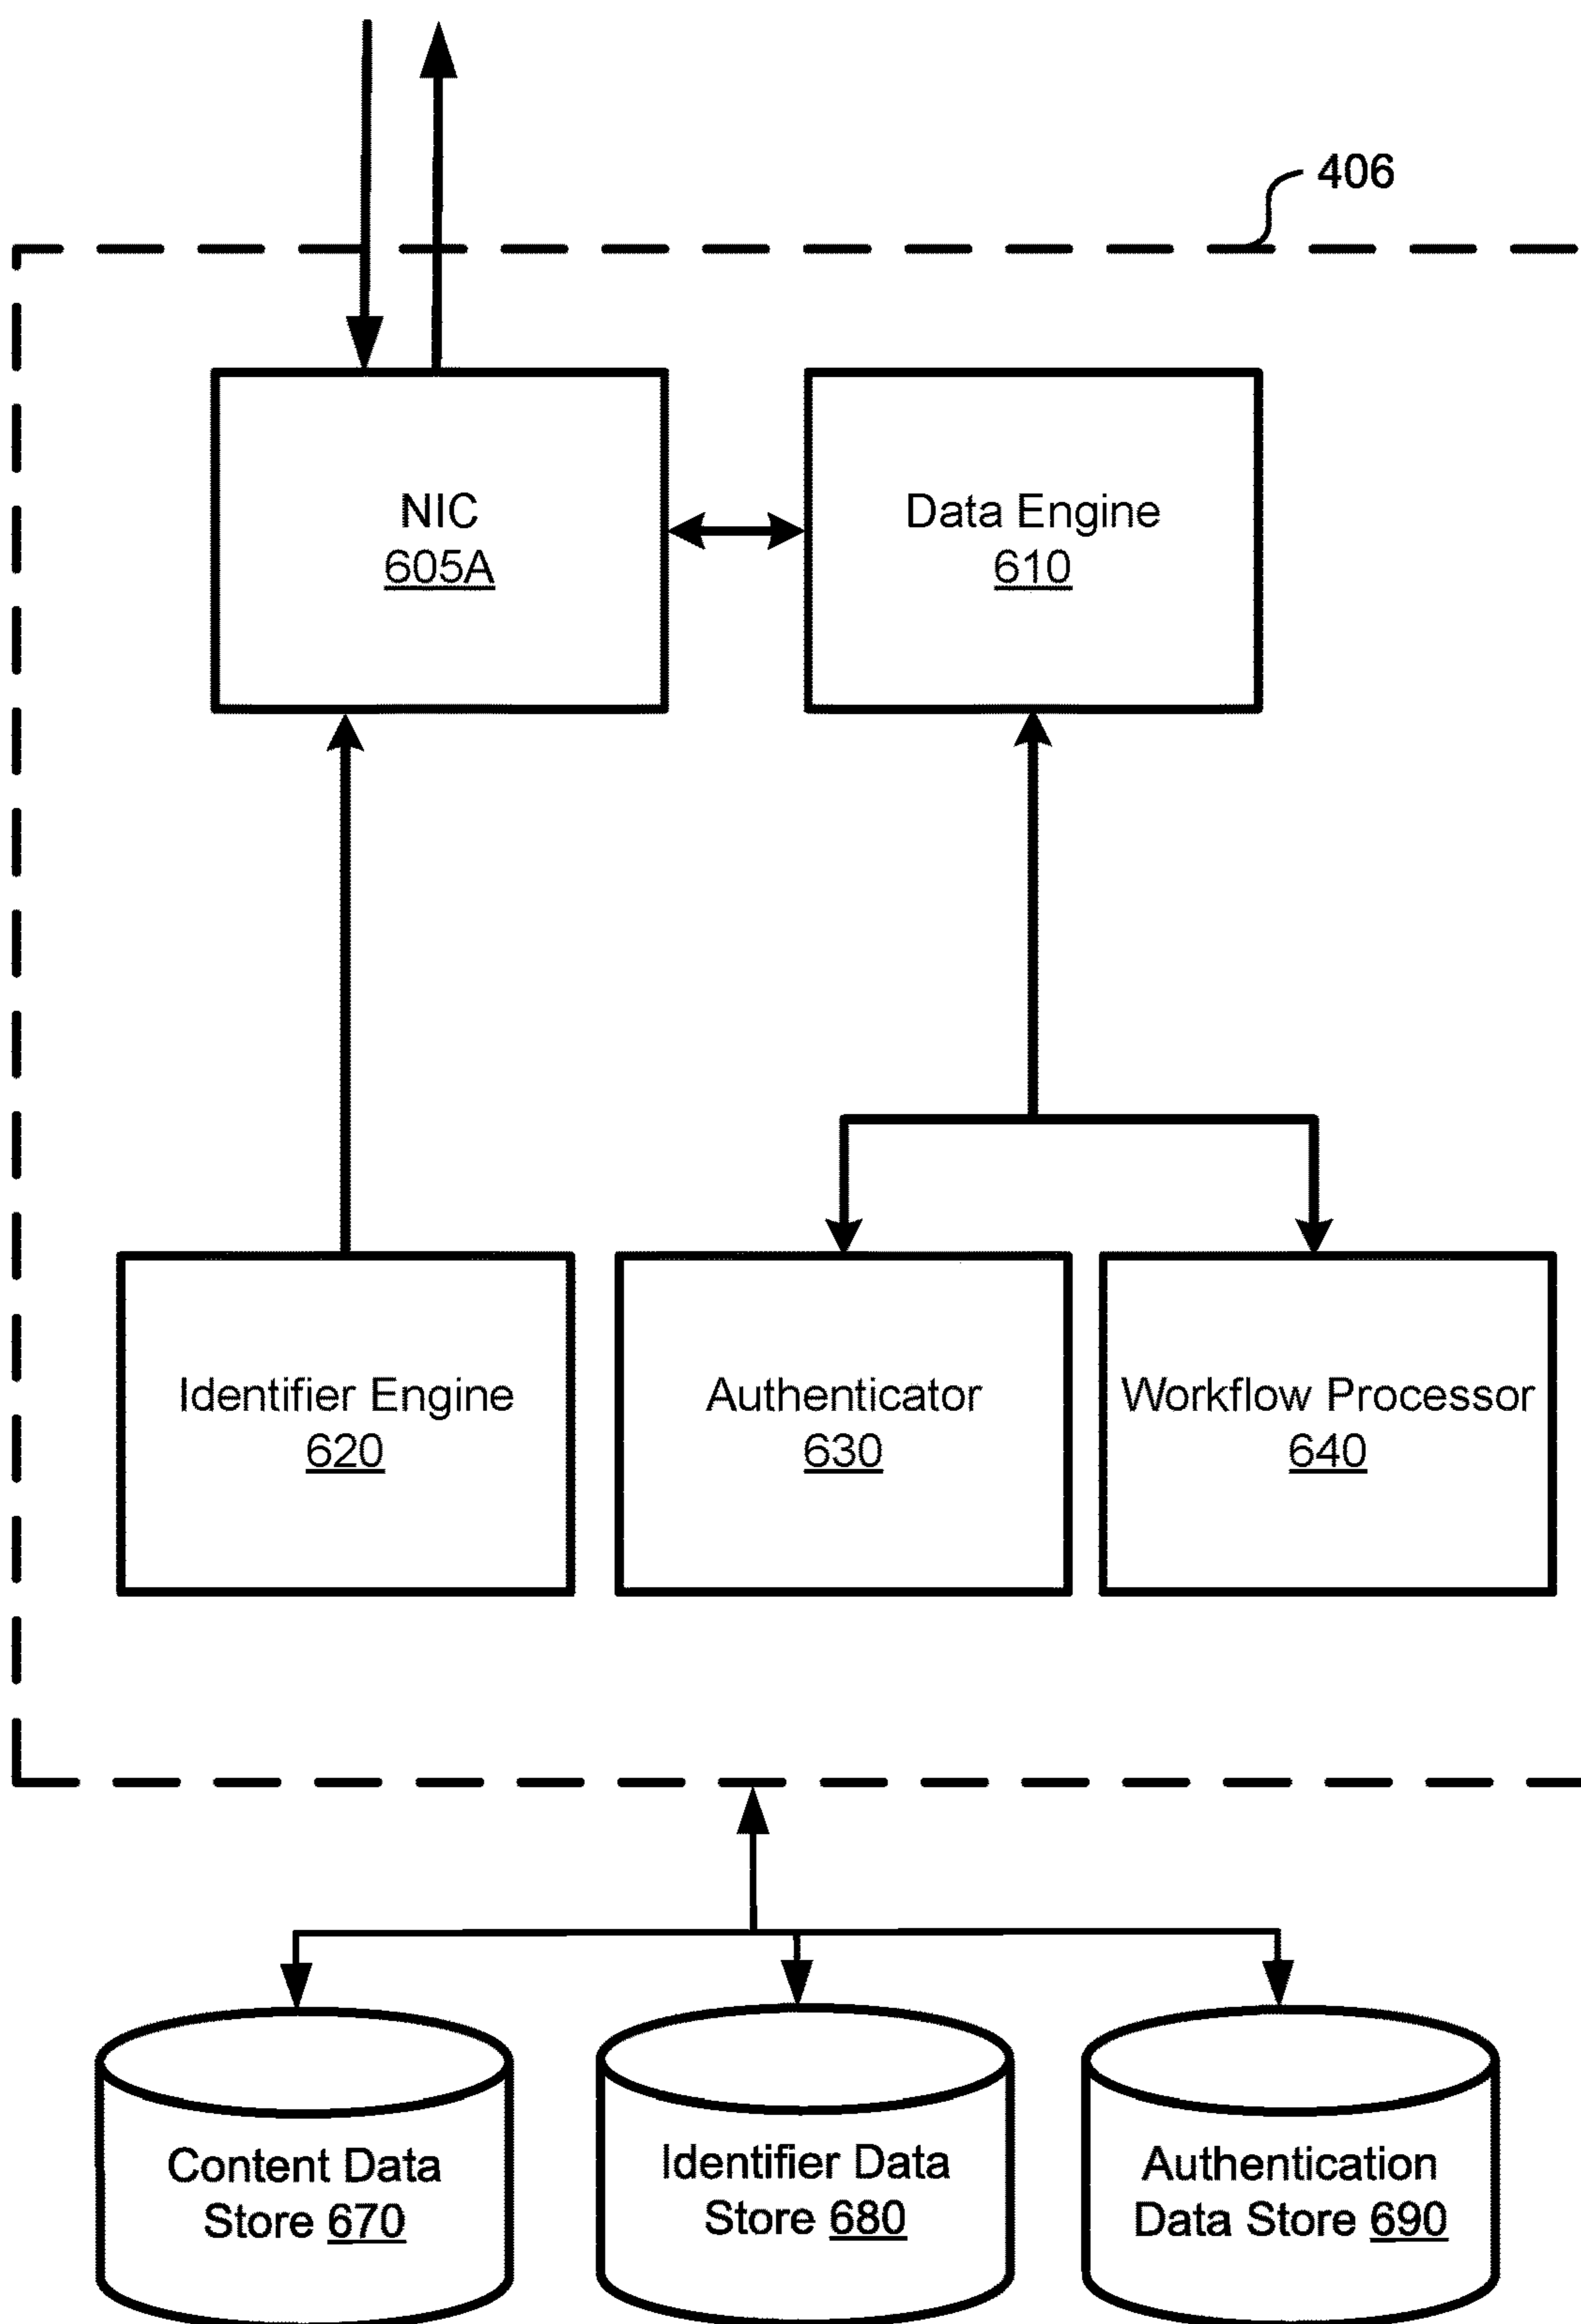 406
NIC
605A
Data Engine
610
Identifier Engine
620
Authenticator
630
Workflow Processor
640
Content Data
Store 670
Identifier Data
Store 680
Authentication
Data Store 690